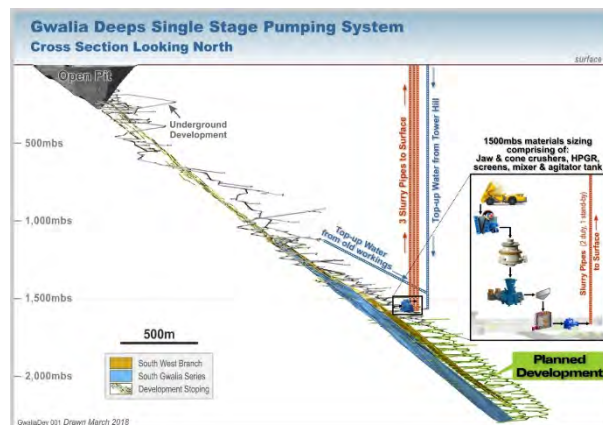 Gwalia Deeps Single Stage Pumping System
Cross Section Looking North
surface
Open Pit
Underground
Development
500mbs
1,000mbs
1,500mbs
2,000mbs
3 Slurry Pipes to Surface
Top-up Water from Tower Hill
Top-up Water
from old workings
1500mbs materials sizing
comprising of:
Jaw & cone crushers, HPGR,
screens, mixer & agitator tank
Slurry Pipes (2 duty, 1 stand-by)
to Surface
500m
South West Branch
South Gwalia Series
Development Stoping
Planned
Development
GwaliaDev 031 Drawn March 2018